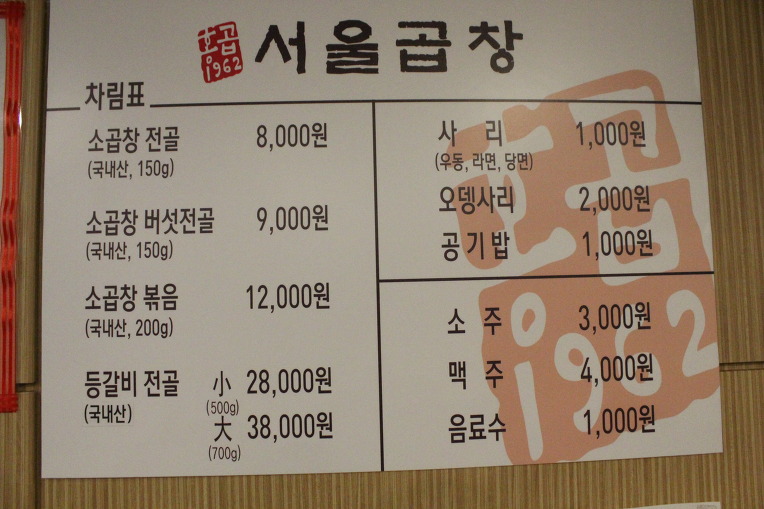 호곱
1962
서울곱창
차림표
소곱창 전골 8,000원
(국내산, 150g)
소곱창 버섯전골 9,000원
(국내산, 150g)
소곱창 볶음 12,000원
(국내산, 200g)
등갈비 전골 小 28,000원
(국내산) (500g)
大 38,000원
(700g)
사 리 1,000원
(우동, 라면, 당면)
오뎅사리 2,000원
공기밥 1,000원
소 주 3,000원
맥 주 4,000원
음료수 1,000원
호곱
1962